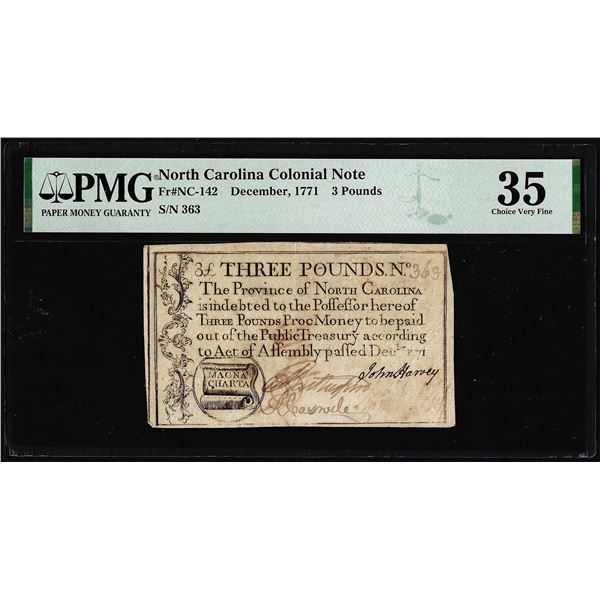 PMG
PAPER MONEY GUARANTY
North Carolina Colonial Note
Fr#NC-142 December, 1771 3 Pounds
S/N 363
35
Choice Very Fine
3£ THREE POUNDS. No. 363
The Province of NORTH CAROLINA
is indebted to the Poſſeſſor hereof
THREE POUNDS Proc Money to be paid
out of the Public Treasury according
to Act of Aſſembly paſſed Decr. 1771
MAGNA
CHARTA
John Harvey